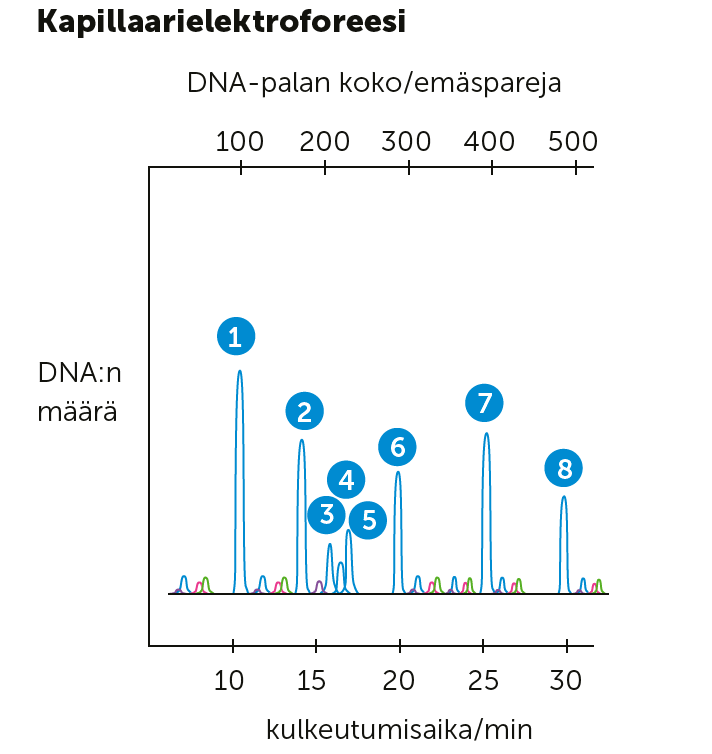 Kapillaarielektroforeesi
DNA-palan koko/emäspareja
100 200 300 400 500
1
2
3
4
5
6
7
8
DNA:n
määrä
10 15 20 25 30
kulkeutumisaika/min